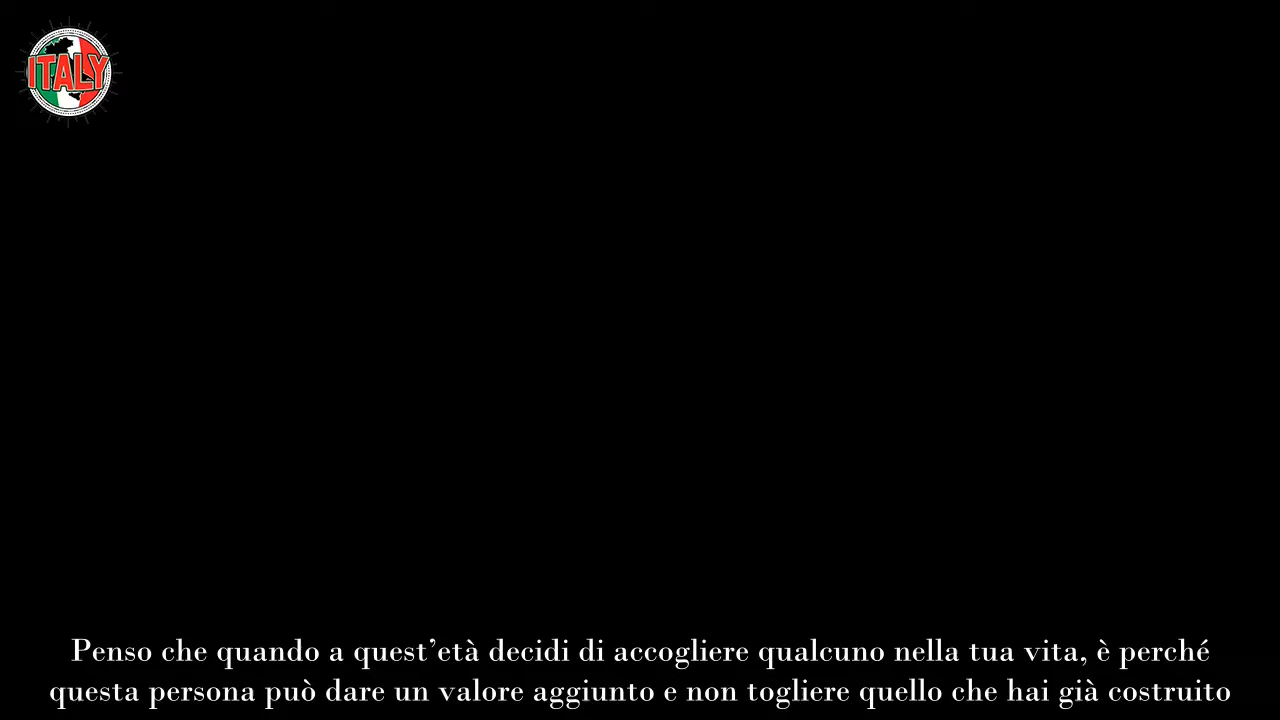 ITALY
Penso che quando a quest’età decidi di accogliere qualcuno nella tua vita, è perché
questa persona può dare un valore aggiunto e non togliere quello che hai già costruito